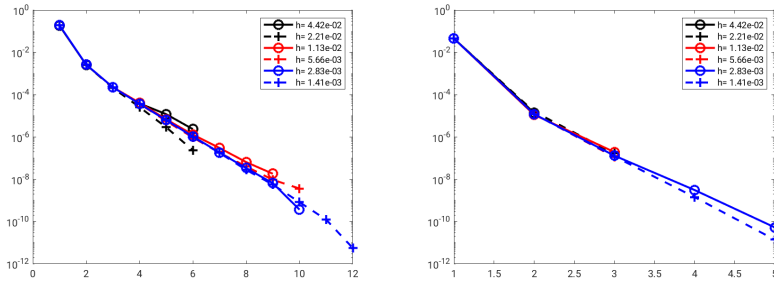 10^0
10^-2
10^-4
10^-6
10^-8
10^-10
10^-12
0 2 4 6 8 10 12
h= 4.42e-02
h= 2.21e-02
h= 1.13e-02
h= 5.66e-03
h= 2.83e-03
h= 1.41e-03
10^0
10^-2
10^-4
10^-6
10^-8
10^-10
10^-12
1 1.5 2 2.5 3 3.5 4 4.5 5
h= 4.42e-02
h= 2.21e-02
h= 1.13e-02
h= 5.66e-03
h= 2.83e-03
h= 1.41e-03